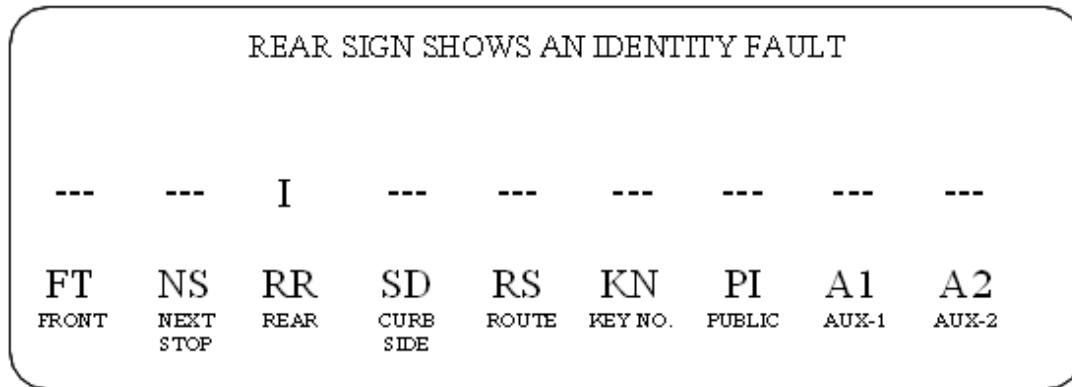 REAR SIGN SHOWS AN IDENTITY FAULT
--- --- I --- --- --- --- --- ---
FT NS RR SD RS KN PI A1 A2
FRONT NEXT STOP REAR CURB SIDE ROUTE KEY NO. PUBLIC AUX-1 AUX-2